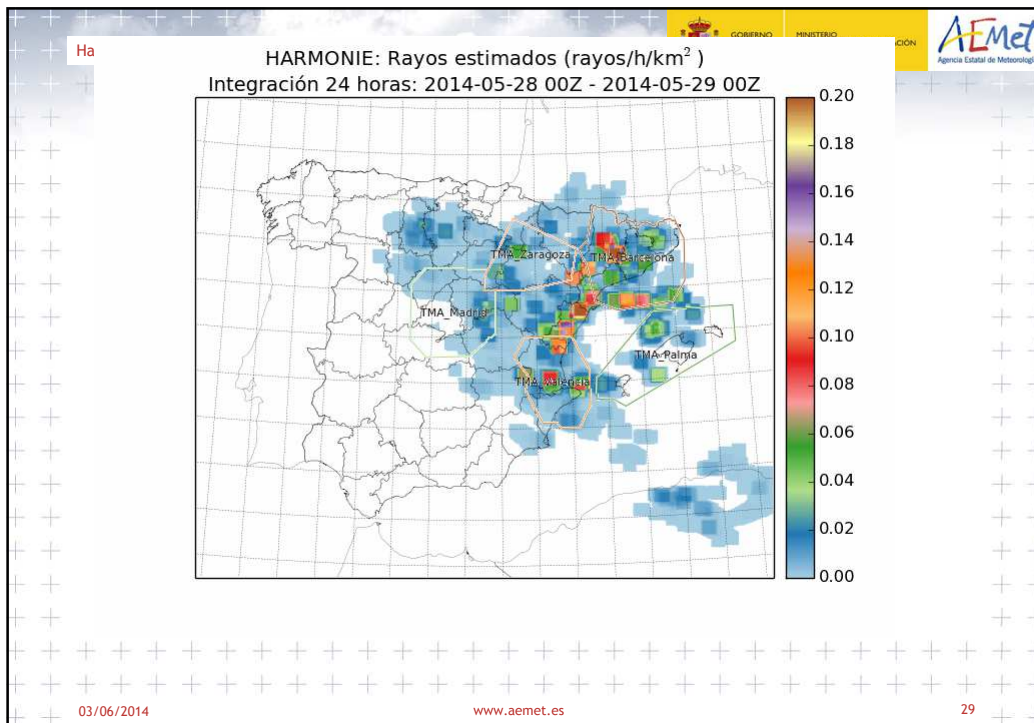 GOBIERNO
MINISTERIO
AEMet
Agencia Estatal de Meteorología
HARMONIE: Rayos estimados (rayos/h/km²)
Integración 24 horas: 2014-05-28 00Z - 2014-05-29 00Z
TMA_Zaragoza
TMA_Barcelona
TMA_Madrid
TMA_Palma
TMA_Valencia
0.20
0.18
0.16
0.14
0.12
0.10
0.08
0.06
0.04
0.02
0.00
03/06/2014
www.aemet.es
29